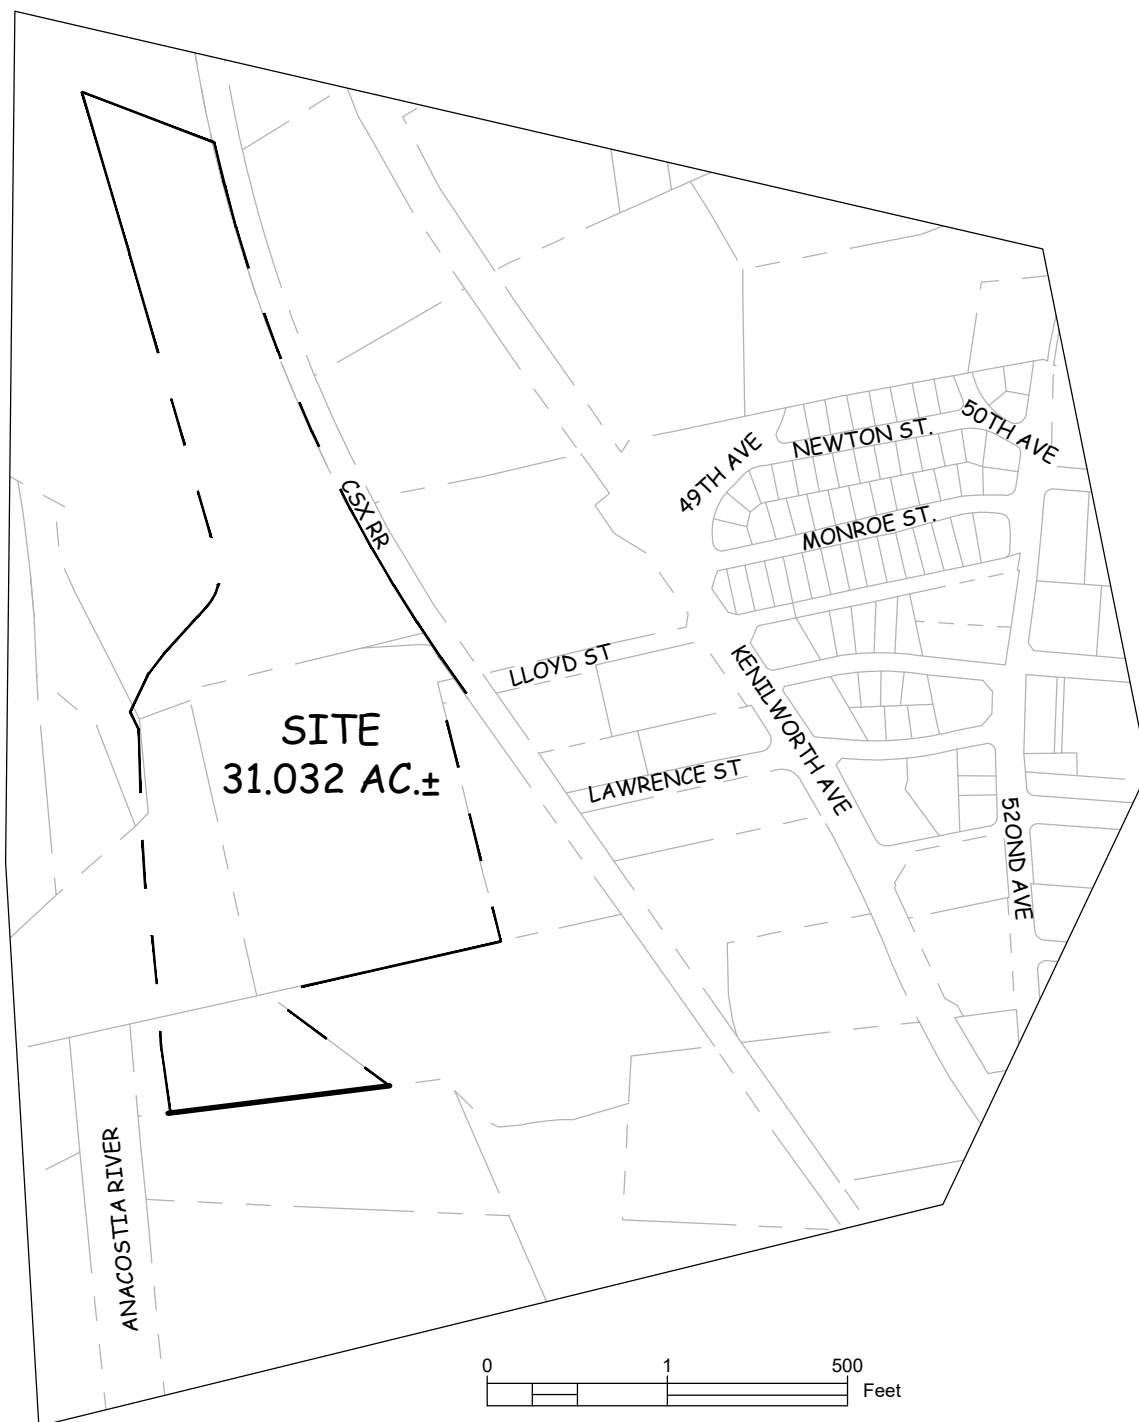 50TH AVE
NEWTON ST.
49TH AVE
CSX RR
MONROE ST.
LLOYD ST
KENILWORTH AVE
SITE
31.032 AC.±
LAWRENCE ST
52OND AVE
ANACOSTIA RIVER
0 1 500
Feet